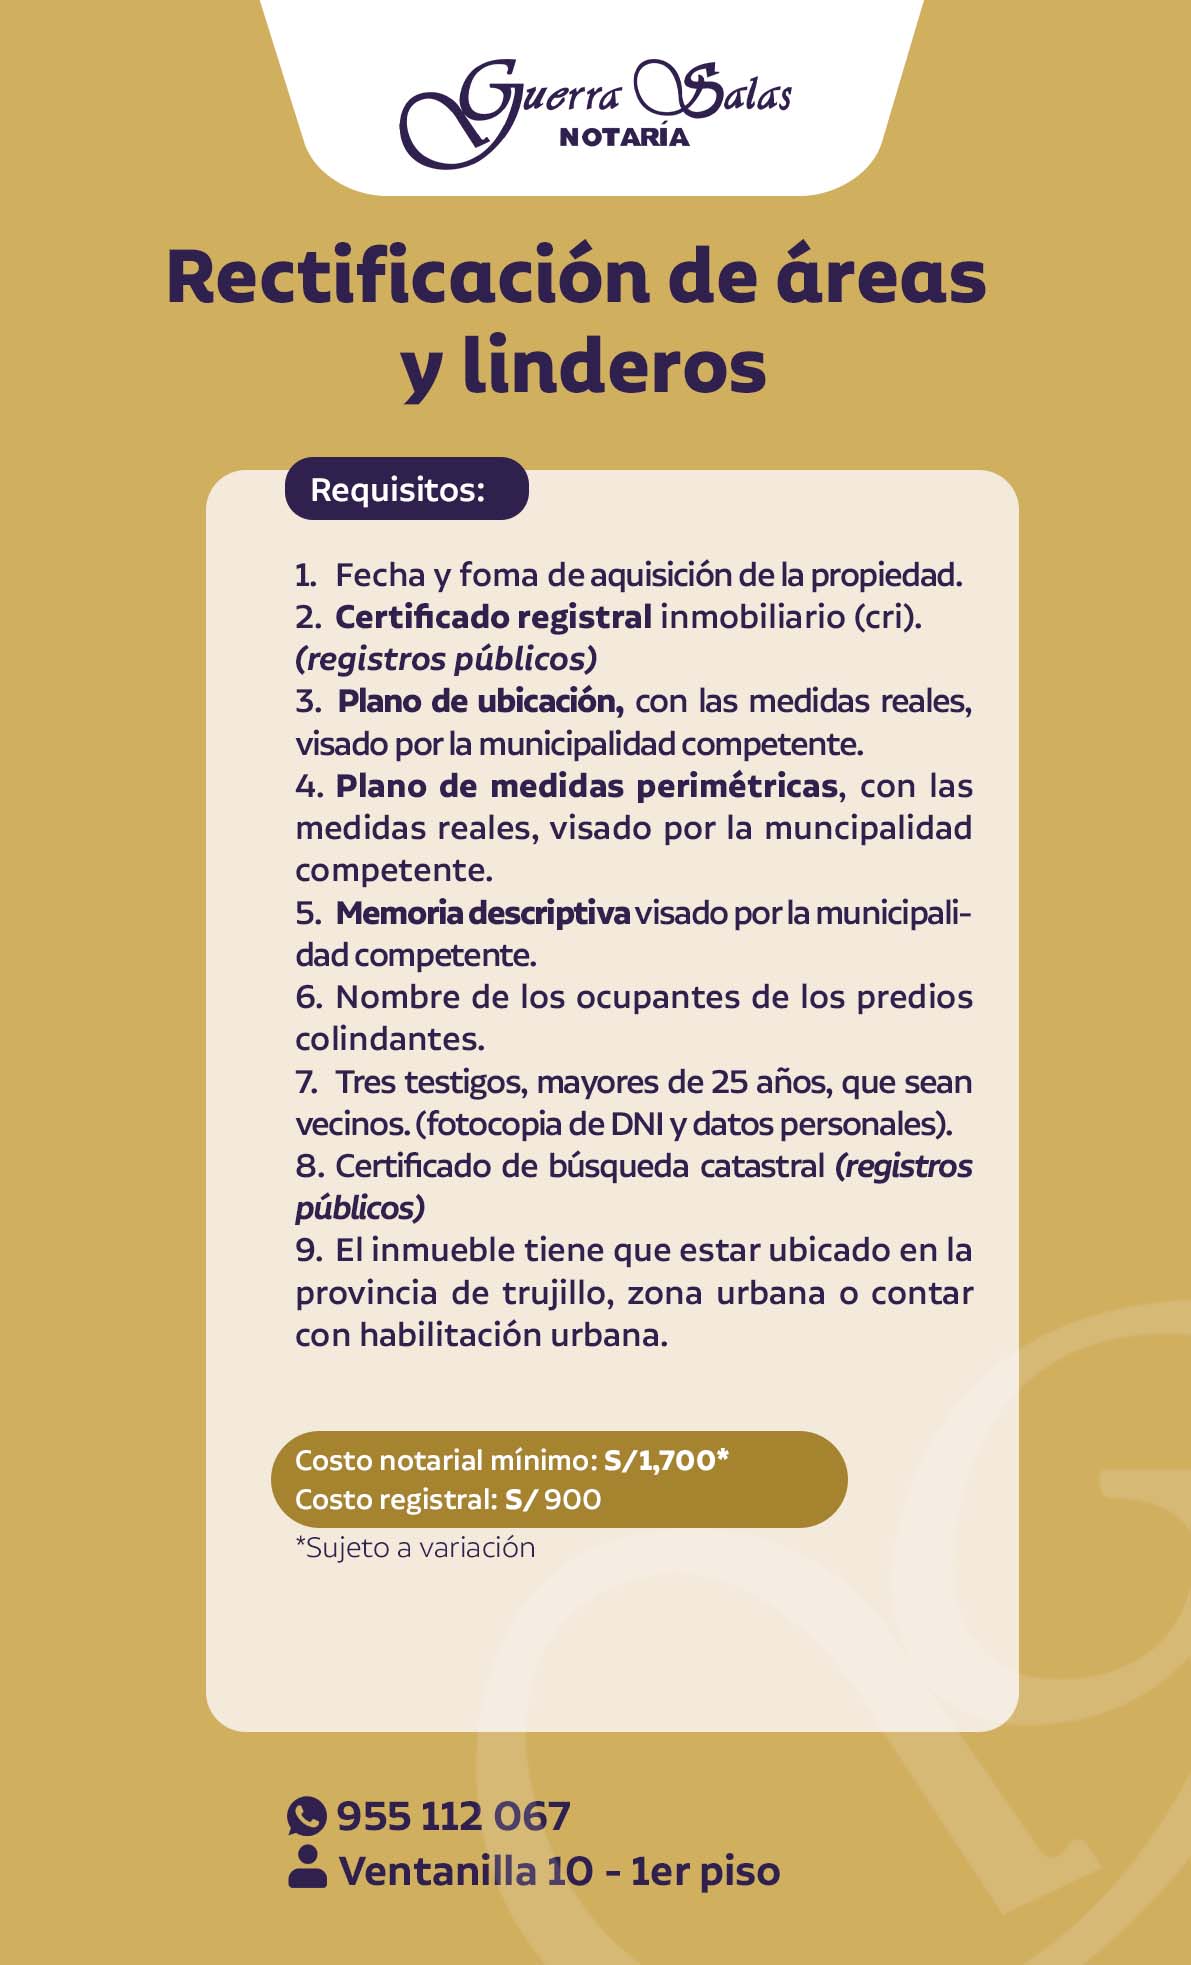 Guerra Salas
NOTARÍA
Rectificación de áreas
y linderos
Requisitos:
1. Fecha y foma de aquisición de la propiedad.
2. Certificado registral inmobiliario (cri).
(registros públicos)
3. Plano de ubicación, con las medidas reales,
visado por la municipalidad competente.
4. Plano de medidas perimétricas, con las
medidas reales, visado por la muncipalidad
competente.
5. Memoria descriptiva visado por la municipali-
dad competente.
6. Nombre de los ocupantes de los predios
colindantes.
7. Tres testigos, mayores de 25 años, que sean
vecinos. (fotocopia de DNI y datos personales).
8. Certificado de búsqueda catastral (registros
públicos)
9. El inmueble tiene que estar ubicado en la
provincia de trujillo, zona urbana o contar
con habilitación urbana.
Costo notarial mínimo: S/1,700*
Costo registral: S/ 900
*Sujeto a variación
955 112 067
Ventanilla 10 - 1er piso